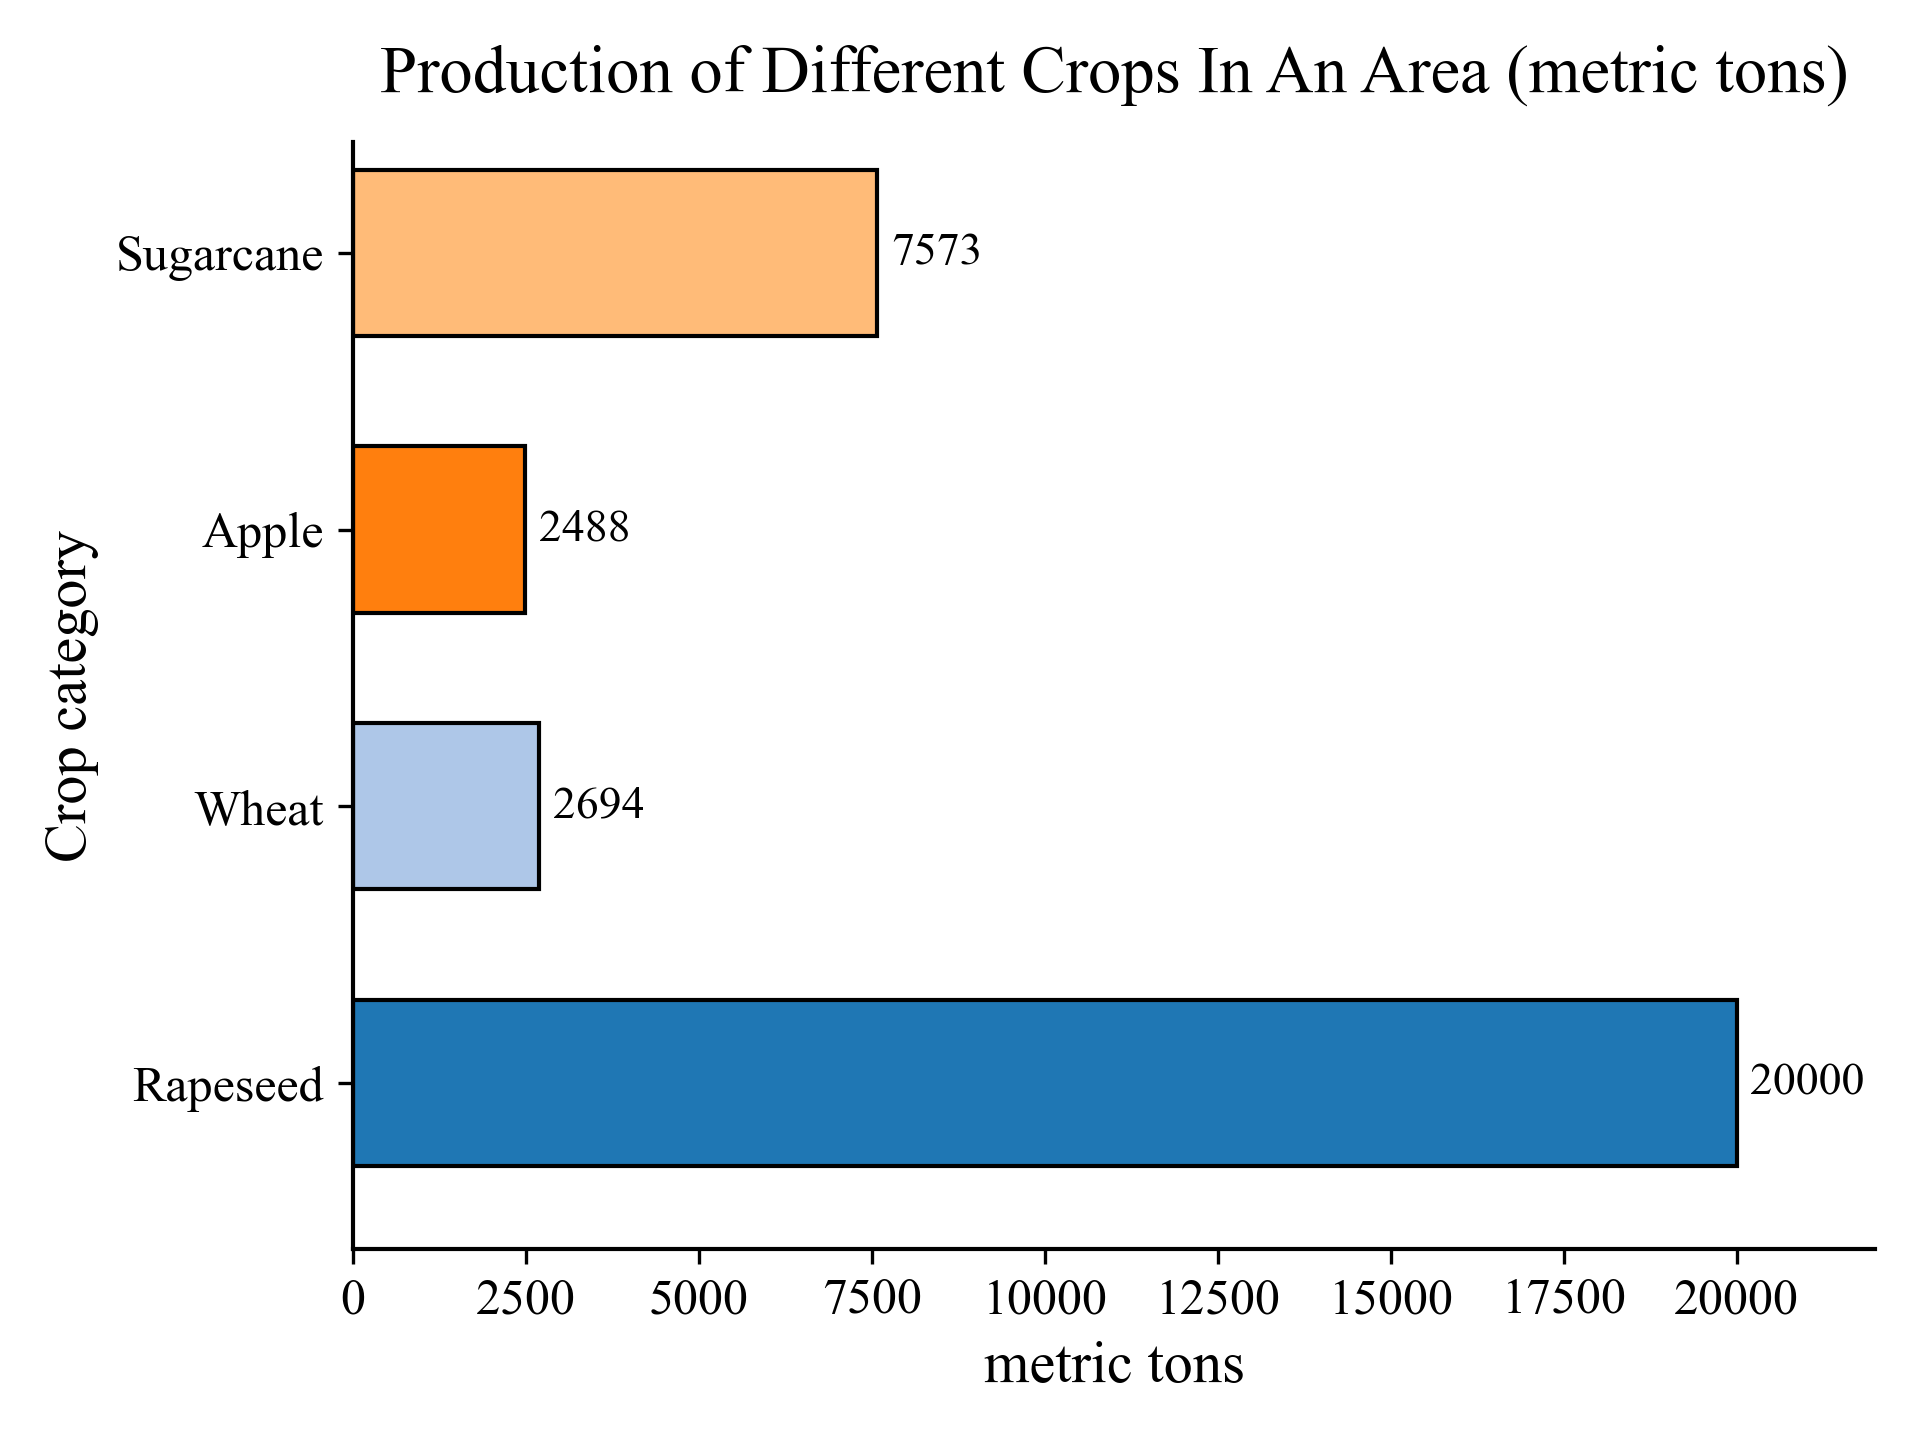 Production of Different Crops In An Area (metric tons)
Crop category
Sugarcane
7573
Apple
2488
Wheat
2694
Rapeseed
20000
0 2500 5000 7500 10000 12500 15000 17500 20000
metric tons